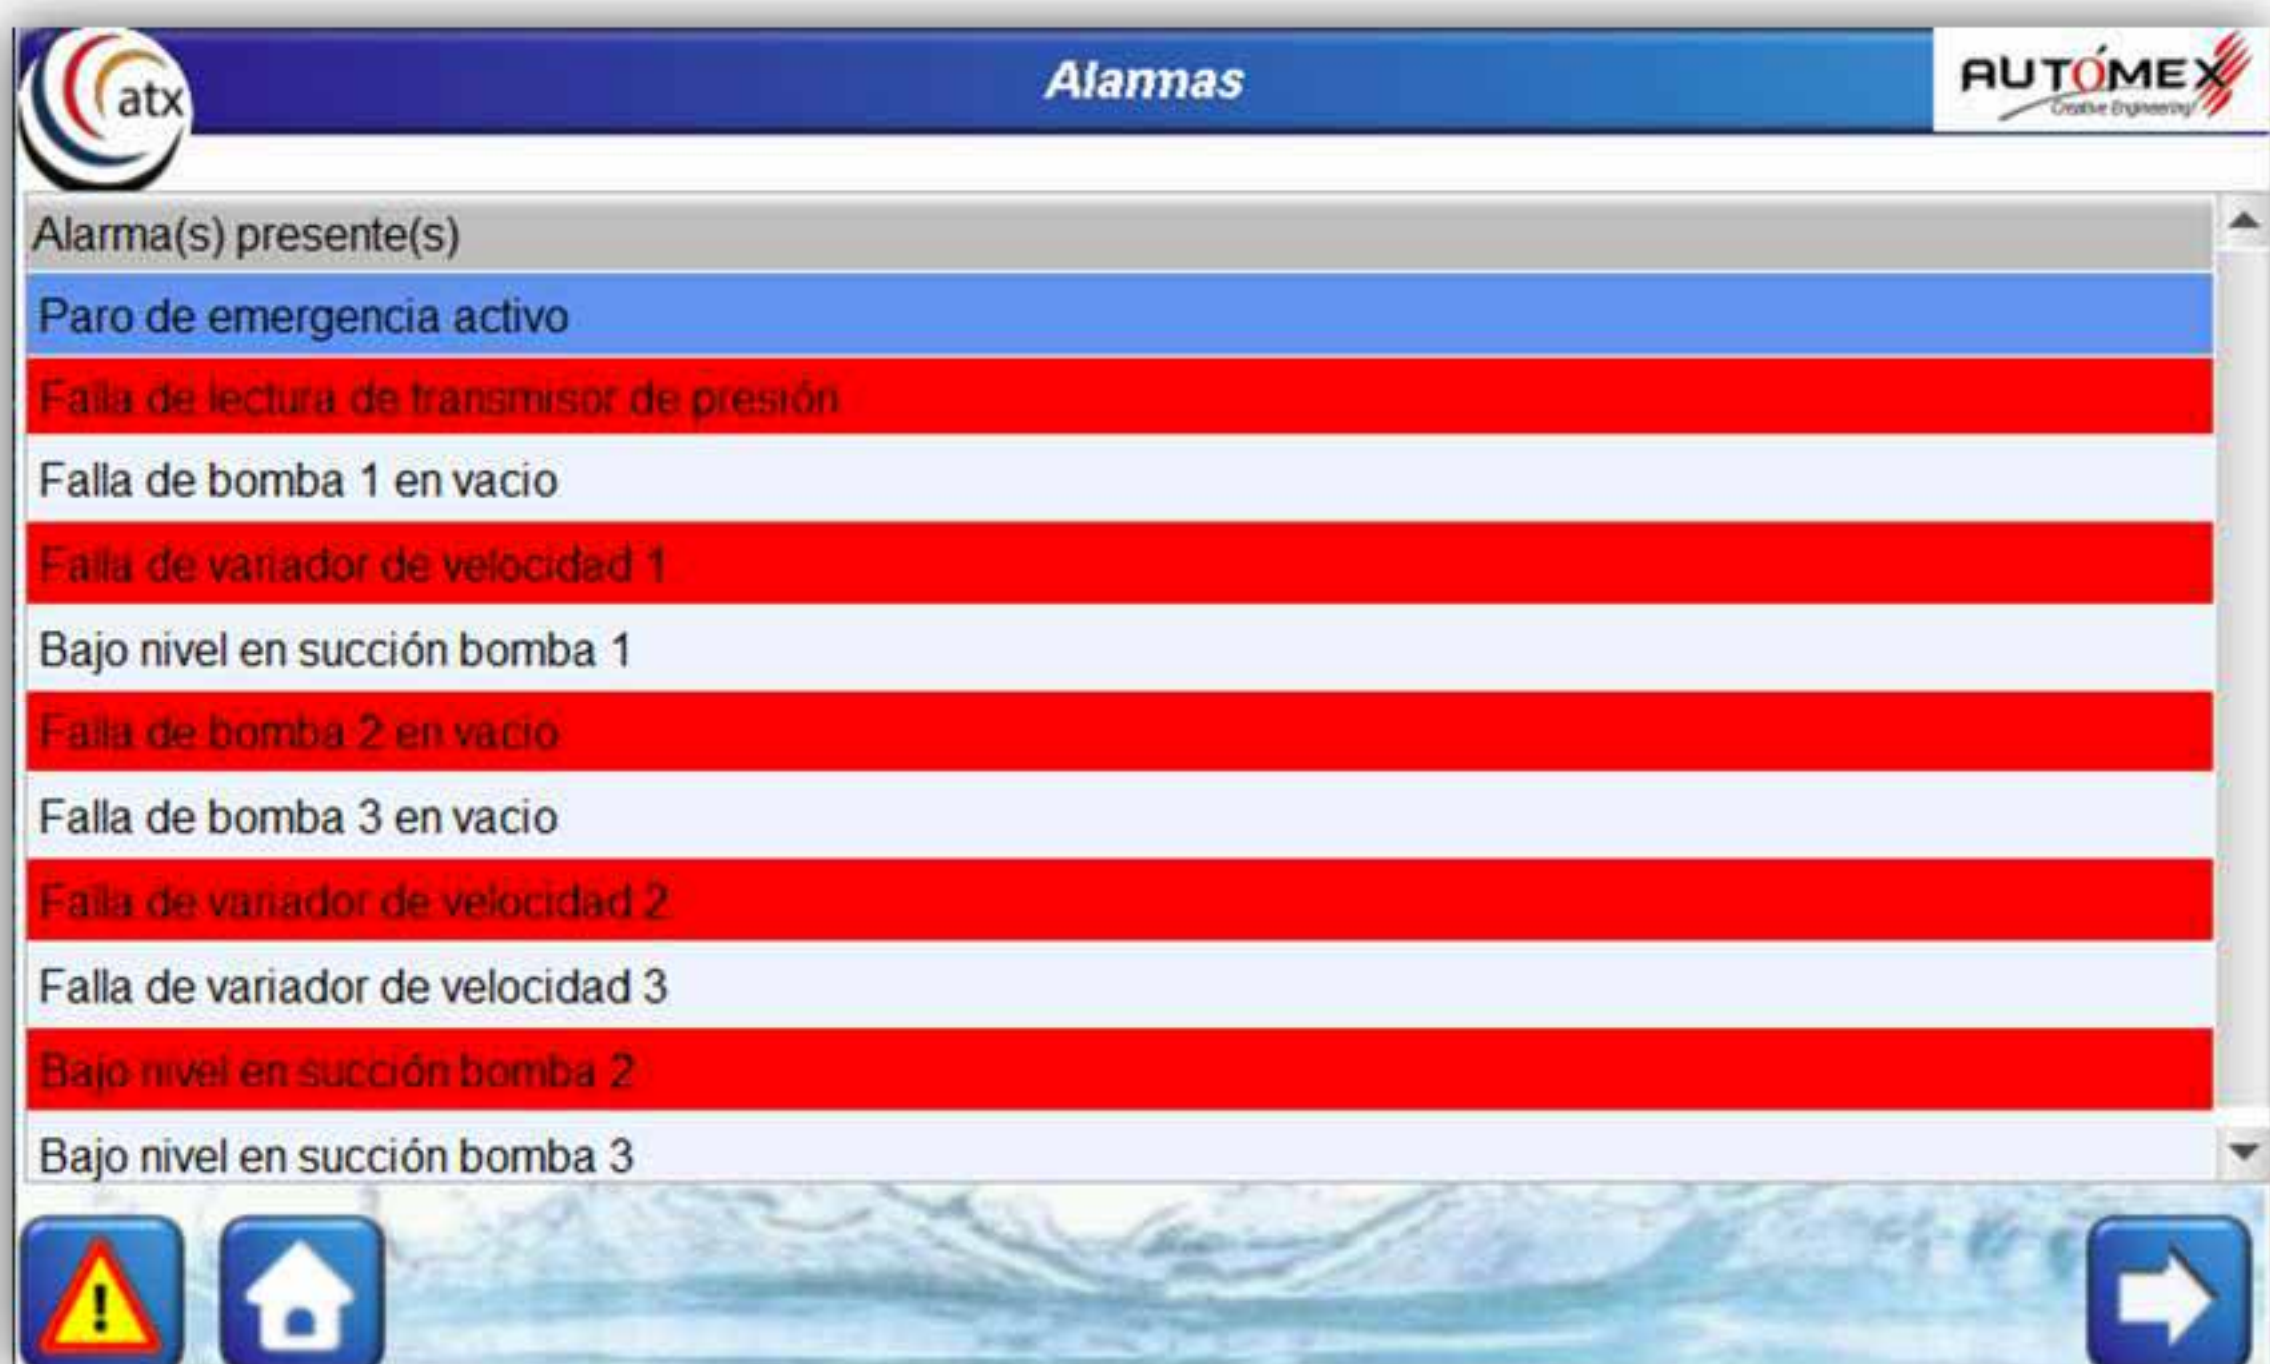 atx
Alarmas
AUTÓMEX
Creative Engineering!
Alarma(s) presente(s)
Paro de emergencia activo
Falla de lectura de transmisor de presión
Falla de bomba 1 en vacio
Falla de variador de velocidad 1
Bajo nivel en succión bomba 1
Falla de bomba 2 en vacio
Falla de bomba 3 en vacio
Falla de variador de velocidad 2
Falla de variador de velocidad 3
Bajo nivel en succión bomba 2
Bajo nivel en succión bomba 3
!